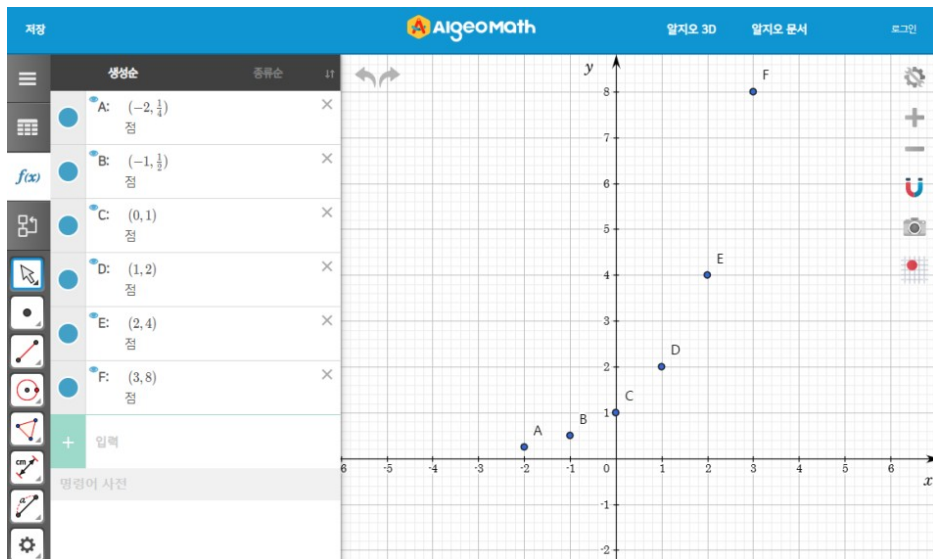 저장
AlgeoMath
알지오 3D
알지오 문서
로그인
생성순
종류순
A: (−2, 1/4)
점
B: (−1, 1/2)
점
C: (0, 1)
점
D: (1, 2)
점
E: (2, 4)
점
F: (3, 8)
점
+ 입력
명령어 사전
f(x)
cm
a
y
F
8
7
6
5
E
4
3
D
2
C
1
B
A
6 -5 -4 -3 -2 -1 0 1 2 3 4 5 6
x
-1
-2